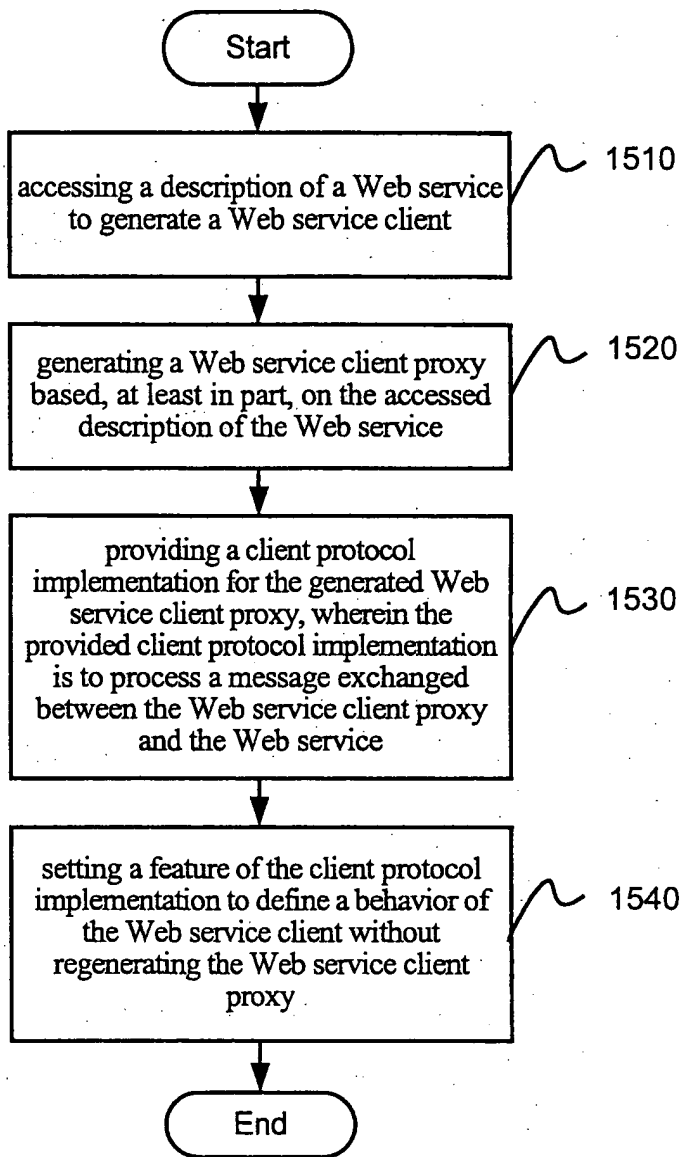 Start
accessing a description of a Web service
to generate a Web service client
1510
generating a Web service client proxy
based, at least in part, on the accessed
description of the Web service
1520
providing a client protocol
implementation for the generated Web
service client proxy, wherein the
provided client protocol implementation
is to process a message exchanged
between the Web service client proxy
and the Web service
1530
setting a feature of the client protocol
implementation to define a behavior of
the Web service client without
regenerating the Web service client
proxy
1540
End